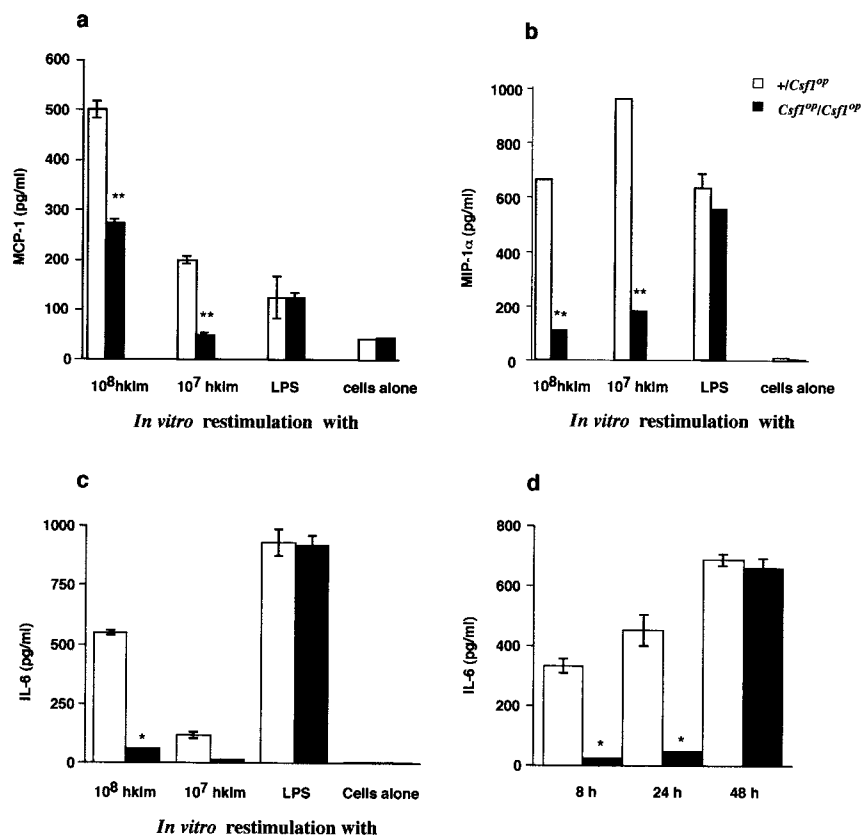 a
600
500
400
300
200
100
0
MCP-1 (pg/ml)
**
**
10⁸hklm 10⁷ hklm LPS cells alone
In vitro restimulation with
b
+/Csf1ᵒᵖ
Csf1ᵒᵖ/Csf1ᵒᵖ
1000
800
600
400
200
0
MIP-1α (pg/ml)
**
**
10⁸hklm 10⁷ hklm LPS cells alone
In vitro restimulation with
c
1000
750
500
250
0
IL-6 (pg/ml)
*
10⁸ hklm 10⁷ hklm LPS Cells alone
In vitro restimulation with
d
800
600
400
200
0
IL-6 (pg/ml)
*
*
8 h 24 h 48 h